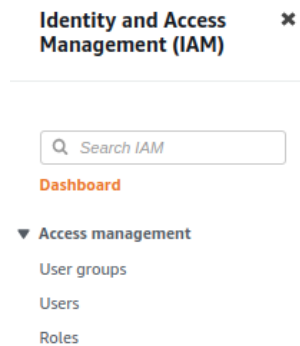 Identity and Access
Management (IAM)
Search IAM
Dashboard
Access management
User groups
Users
Roles